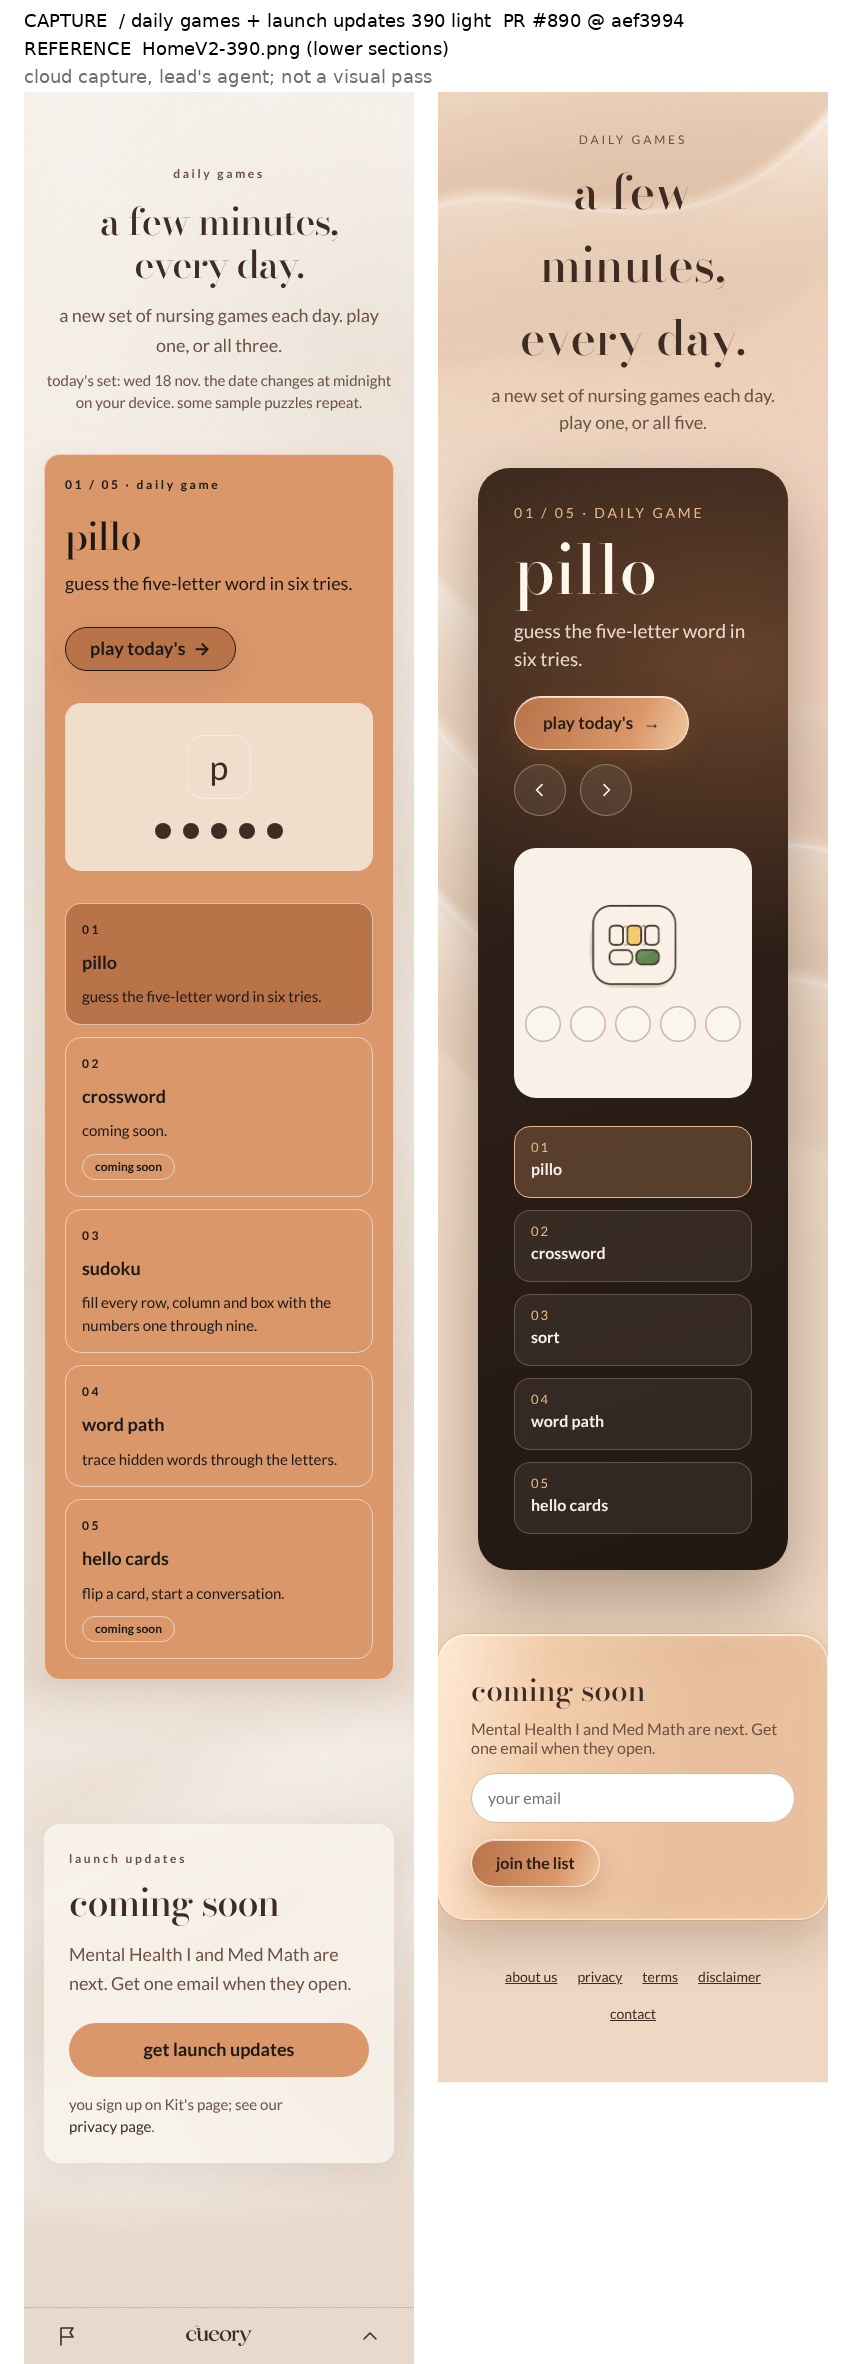 CAPTURE / daily games + launch updates 390 light PR #890 @ aef3994
REFERENCE HomeV2-390.png (lower sections)
cloud capture, lead's agent; not a visual pass
daily games
a few minutes,
every day.
a new set of nursing games each day. play
one, or all three.
today's set: wed 18 nov. the date changes at midnight
on your device. some sample puzzles repeat.
01 / 05 · daily game
pillo
guess the five-letter word in six tries.
play today's →
p
01
pillo
guess the five-letter word in six tries.
02
crossword
coming soon.
coming soon
03
sudoku
fill every row, column and box with the
numbers one through nine.
04
word path
trace hidden words through the letters.
05
hello cards
flip a card, start a conversation.
coming soon
launch updates
coming soon
Mental Health I and Med Math are
next. Get one email when they open.
get launch updates
you sign up on Kit's page; see our
privacy page.
cueory
DAILY GAMES
a few
minutes,
every day.
a new set of nursing games each day.
play one, or all five.
01 / 05 · DAILY GAME
pillo
guess the five-letter word in
six tries.
play today's →
01
pillo
02
crossword
03
sort
04
word path
05
hello cards
coming soon
Mental Health I and Med Math are next. Get
one email when they open.
your email
join the list
about us privacy terms disclaimer
contact